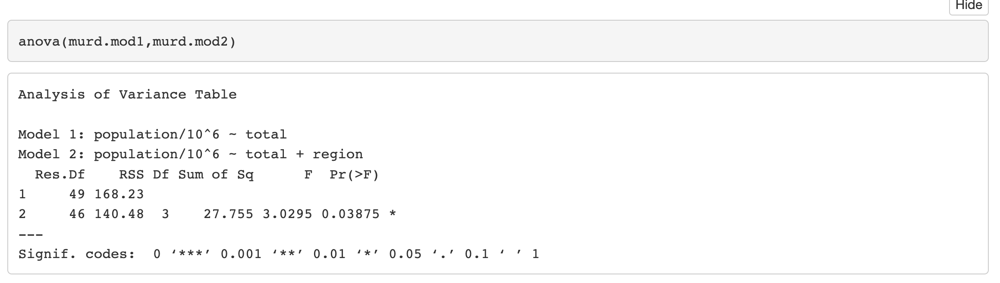 Hide
anova(murd.mod1,murd.mod2)
Analysis of Variance Table
Model 1: population/10^6 ~ total
Model 2: population/10^6 ~ total + region
  Res.Df    RSS Df Sum of Sq      F  Pr(>F)
1     49 168.23
2     46 140.48  3    27.755 3.0295 0.03875 *
---
Signif. codes:  0 ‘***’ 0.001 ‘**’ 0.01 ‘*’ 0.05 ‘.’ 0.1 ‘ ’ 1